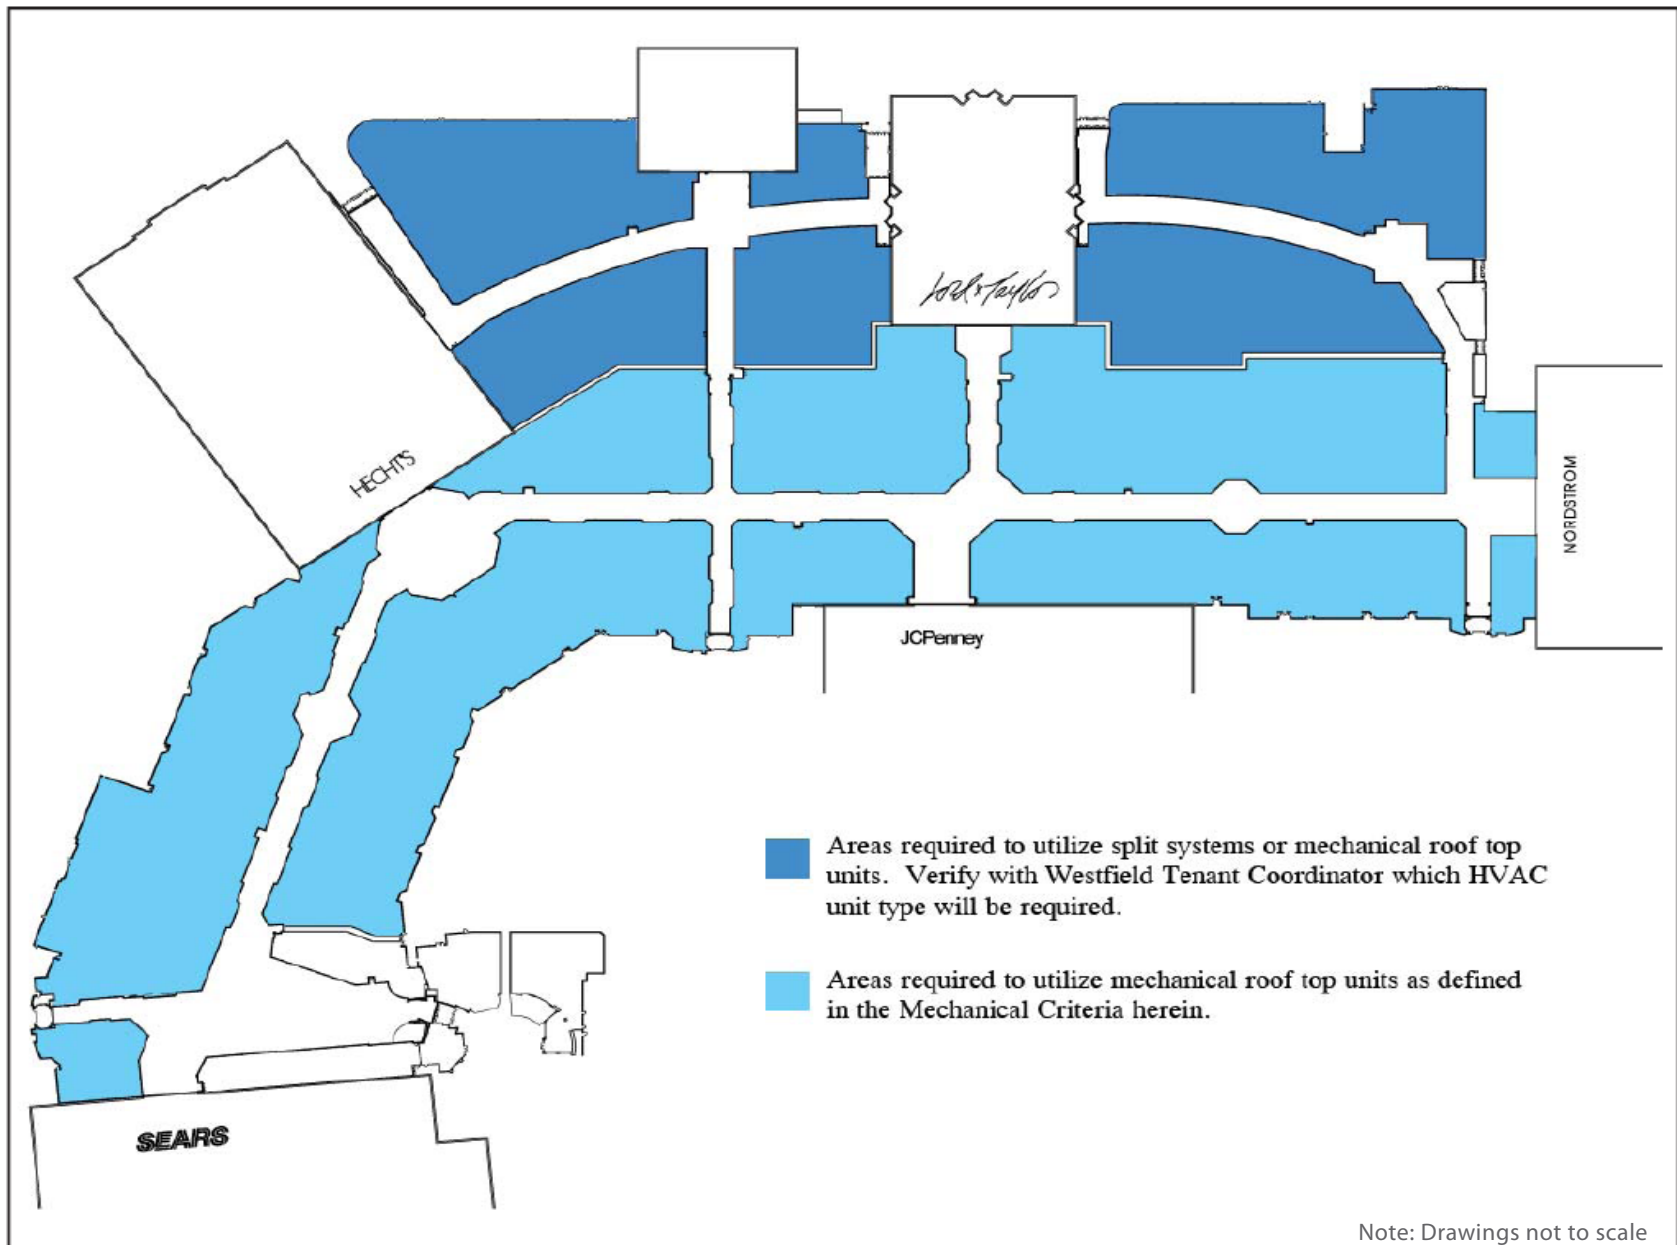 Lord & Taylor
HECHT'S
NORDSTROM
JCPenney
Areas required to utilize split systems or mechanical roof top
units. Verify with Westfield Tenant Coordinator which HVAC
unit type will be required.
Areas required to utilize mechanical roof top units as defined
in the Mechanical Criteria herein.
SEARS
Note: Drawings not to scale